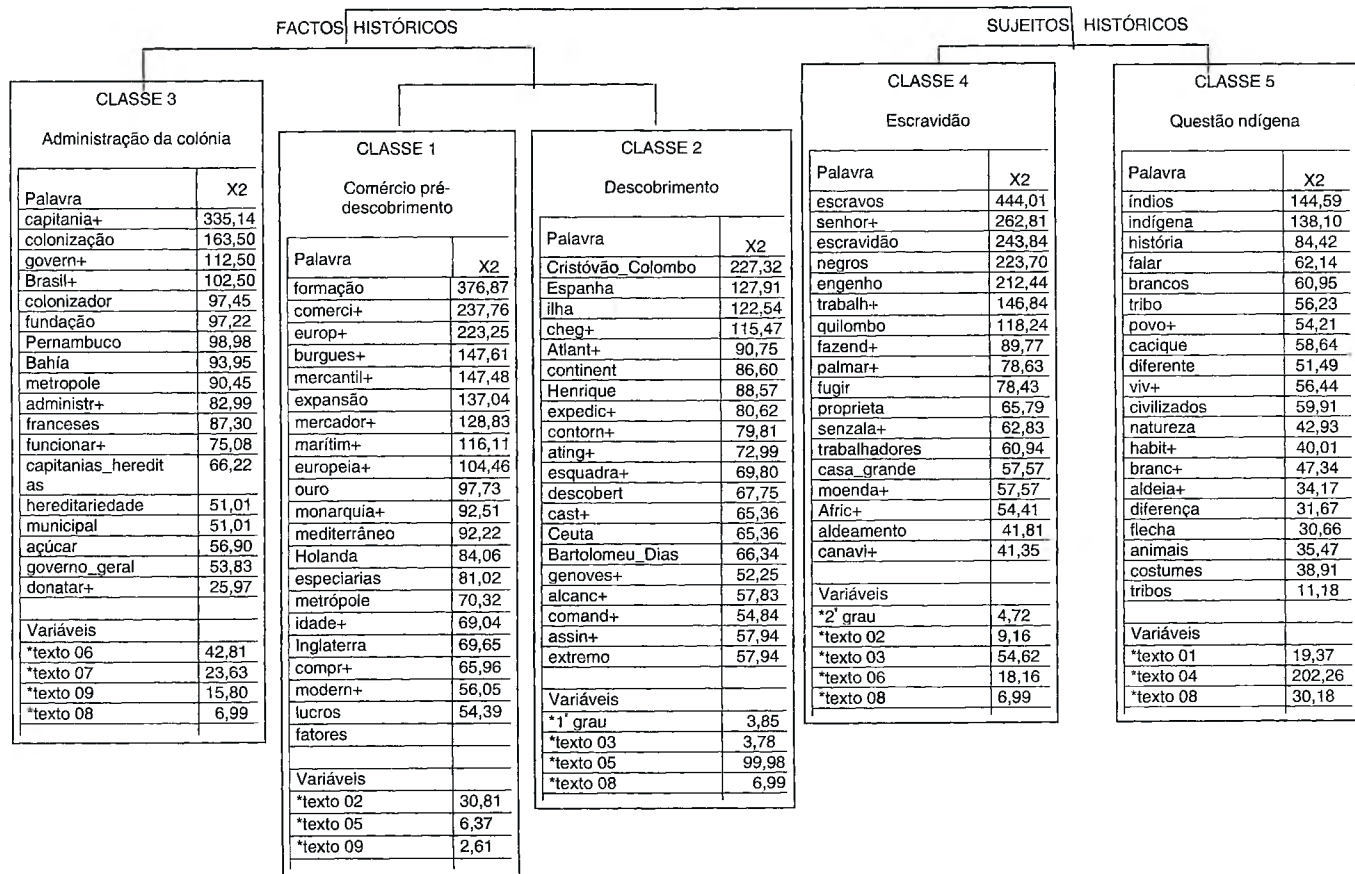 FACTOS HISTÓRICOS
SUJEITOS HISTÓRICOS
CLASSE 3
Administração da colónia
Palavra X2
capitania+ 335,14
colonização 163,50
govern+ 112,50
Brasil+ 102,50
colonizador 97,45
fundação 97,22
Pernambuco 98,98
Bahía 93,95
metropole 90,45
administr+ 82,99
franceses 87,30
funcionar+ 75,08
capitanias_heredit 66,22
as
hereditariedade 51,01
municipal 51,01
açúcar 56,90
governo_geral 53,83
donatar+ 25,97
Variáveis
*texto 06 42,81
*texto 07 23,63
*texto 09 15,80
*texto 08 6,99
CLASSE 1
Comércio pré-
descobrimento
Palavra X2
formação 376,87
comerci+ 237,76
europ+ 223,25
burgues+ 147,61
mercantil+ 147,48
expansão 137,04
mercador+ 128,83
marítim+ 116,11
europeia+ 104,46
ouro 97,73
monarquia+ 92,51
mediterrâneo 92,22
Holanda 84,06
especiarias 81,02
metrópole 70,32
idade+ 69,04
Inglaterra 69,65
compr+ 65,96
modern+ 56,05
lucros 54,39
fatores
Variáveis
*texto 02 30,81
*texto 05 6,37
*texto 09 2,61
CLASSE 2
Descobrimento
Palavra X2
Cristóvão_Colombo 227,32
Espanha 127,91
ilha 122,54
cheg+ 115,47
Atlant+ 90,75
continent 86,60
Henrique 88,57
expedic+ 80,62
contorn+ 79,81
ating+ 72,99
esquadra+ 69,80
descobert 67,75
cast+ 65,36
Ceuta 65,36
Bartolomeu_Dias 66,34
genoves+ 52,25
alcanc+ 57,83
comand+ 54,84
assin+ 57,94
extremo 57,94
Variáveis
*1' grau 3,85
*texto 03 3,78
*texto 05 99,98
*texto 08 6,99
CLASSE 4
Escravidão
Palavra X2
escravos 444,01
senhor+ 262,81
escravidão 243,84
negros 223,70
engenho 212,44
trabalh+ 146,84
quilombo 118,24
fazend+ 89,77
palmar+ 78,63
fugir 78,43
proprieta 65,79
senzala+ 62,83
trabalhadores 60,94
casa_grande 57,57
moenda+ 57,57
Afric+ 54,41
aldeamento 41,81
canavi+ 41,35
Variáveis
*2' grau 4,72
*texto 02 9,16
*texto 03 54,62
*texto 06 18,16
*texto 08 6,99
CLASSE 5
Questão ndígena
Palavra X2
índios 144,59
indígena 138,10
história 84,42
falar 62,14
brancos 60,95
tribo 56,23
povo+ 54,21
cacique 58,64
diferente 51,49
viv+ 56,44
civilizados 59,91
natureza 42,93
habit+ 40,01
branc+ 47,34
aldeia+ 34,17
diferença 31,67
flecha 30,66
animais 35,47
costumes 38,91
tribos 11,18
Variáveis
*texto 01 19,37
*texto 04 202,26
*texto 08 30,18